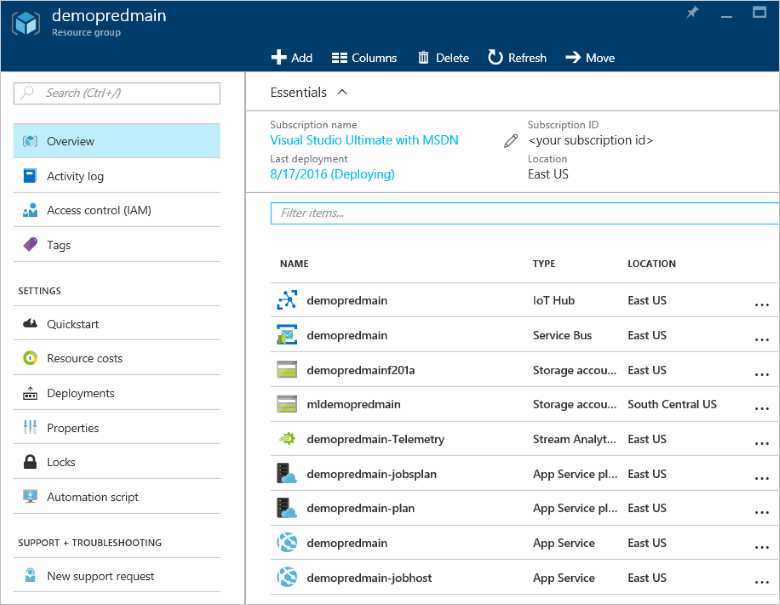 demopredmain
Resource group
Add Columns Delete Refresh Move
Search (Ctrl+/)
Overview
Activity log
Access control (IAM)
Tags
SETTINGS
Quickstart
Resource costs
Deployments
Properties
Locks
Automation script
SUPPORT + TROUBLESHOOTING
New support request
Essentials
Subscription name
Visual Studio Ultimate with MSDN
Last deployment
8/17/2016 (Deploying)
Subscription ID
<your subscription id>
Location
East US
Filter items...
NAME TYPE LOCATION
demopredmain IoT Hub East US ...
demopredmain Service Bus East US ...
demopredmainf201a Storage accou... East US ...
mldemopredmain Storage accou... South Central US ...
demopredmain-Telemetry Stream Analyt... East US ...
demopredmain-jobsplan App Service pl... East US ...
demopredmain-plan App Service pl... East US ...
demopredmain App Service East US ...
demopredmain-jobhost App Service East US ...